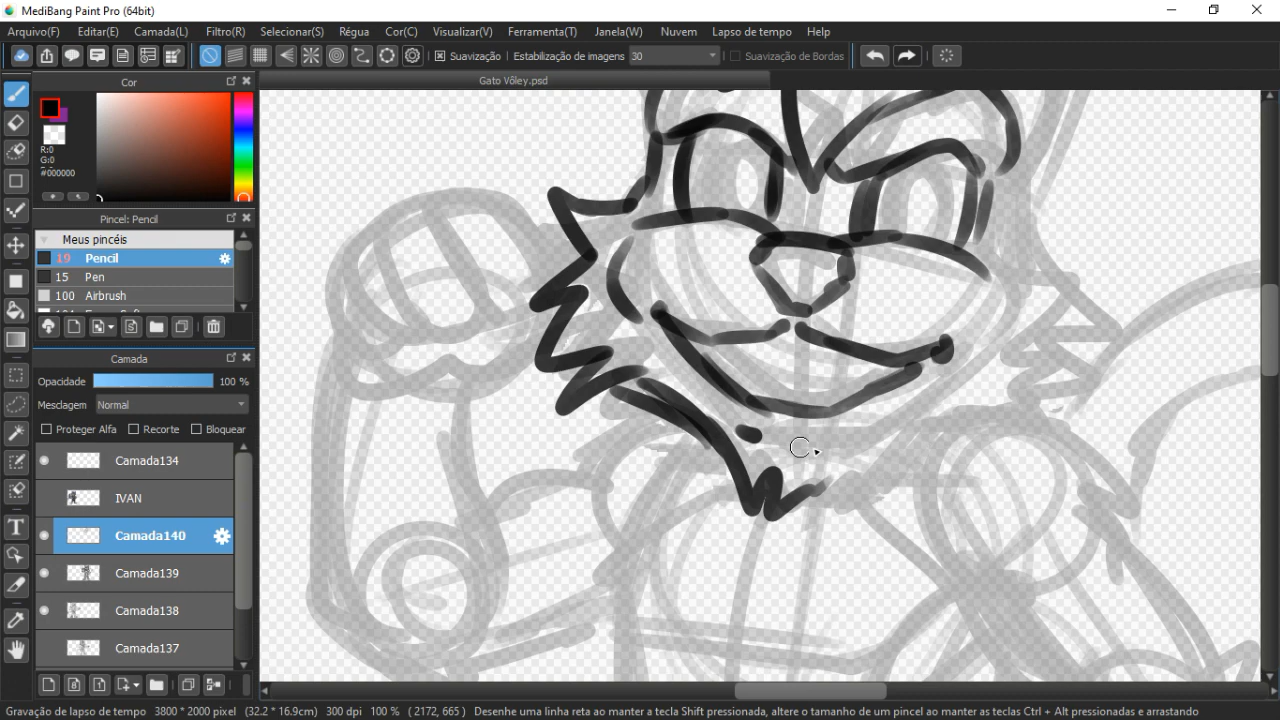 MediBang Paint Pro (64bit)
Arquivo(F) Editar(E) Camada(L) Filtro(R) Selecionar(S) Régua Cor(C) Visualizar(V) Ferramenta(T) Janela(W) Nuvem Lapso de tempo Help
Suavização Estabilização de imagens 30 Suavização de Bordas
Cor
Gato Vôley.psd
R:0
G:0
#000000
Pincel: Pencil
Meus pincéis
19 Pencil
15 Pen
100 Airbrush
Camada
Opacidade 100 %
Mesclagem Normal
Proteger Alfa Recorte Bloquear
Camada134
IVAN
Camada140
Camada139
Camada138
Camada137
Gravação de lapso de tempo 3800 * 2000 pixel (32.2 * 16.9cm) 300 dpi 100 % ( 2172, 665 ) Desenhe uma linha reta ao manter a tecla Shift pressionada, altere o tamanho de um pincel ao manter as teclas Ctrl + Alt pressionadas e arrastando